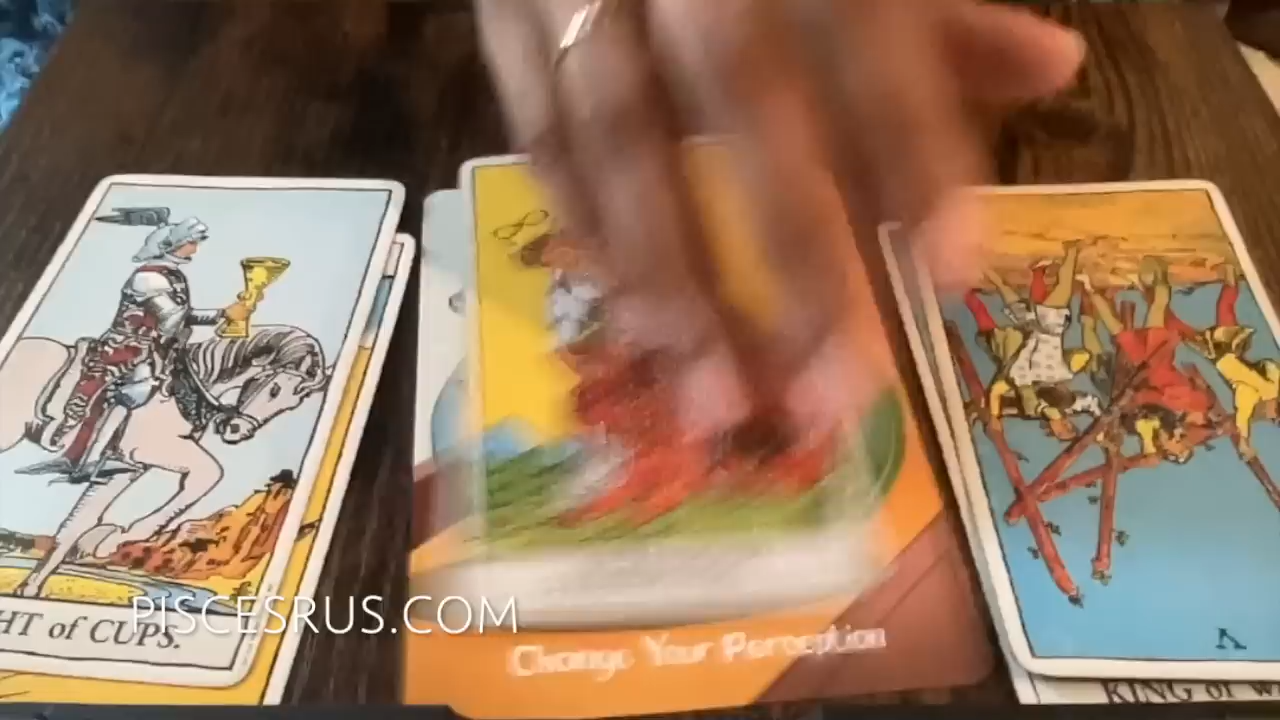 HT of CUPS.
PISCESRUS.COM
Change Your Perception
V
KING of W